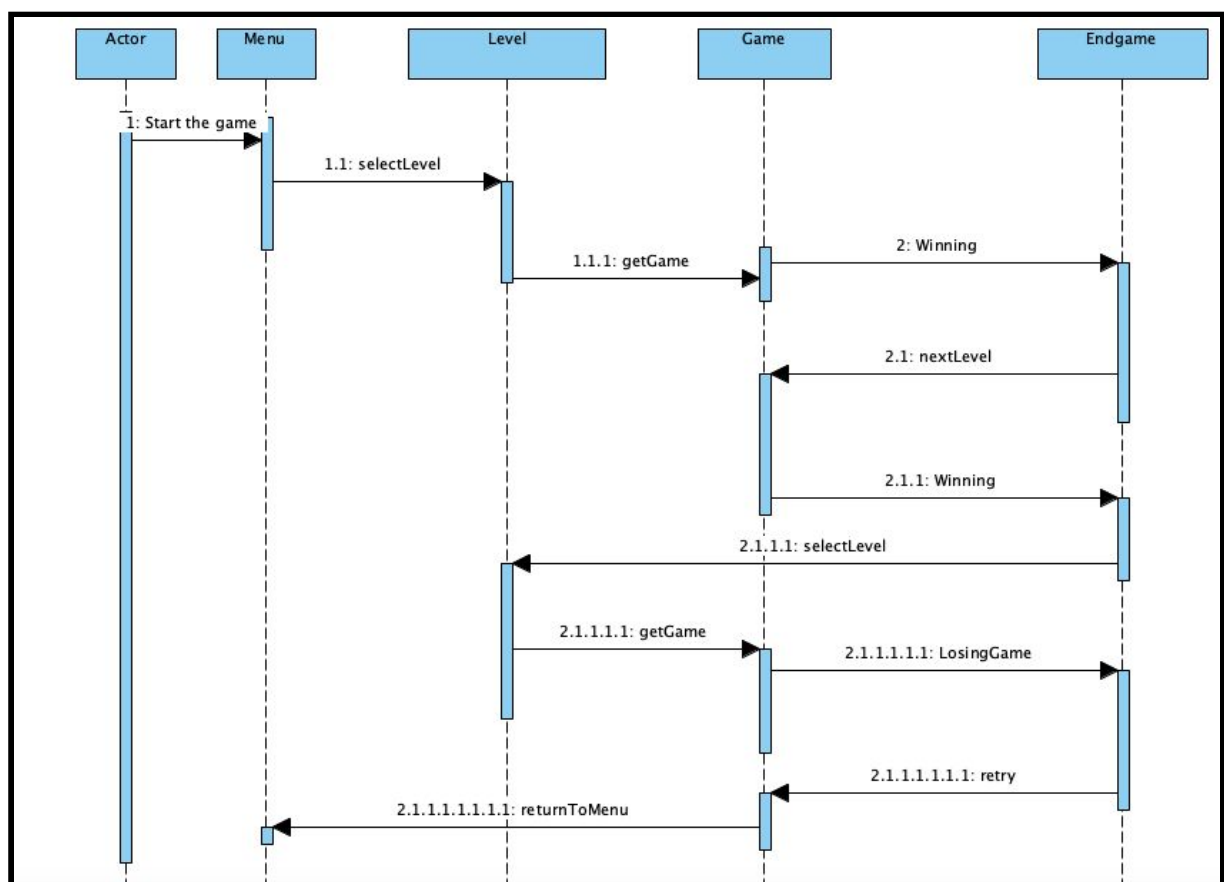 Actor
Menu
Level
Game
Endgame
1: Start the game
1.1: selectLevel
2: Winning
1.1.1: getGame
2.1: nextLevel
2.1.1: Winning
2.1.1.1: selectLevel
2.1.1.1.1: getGame
2.1.1.1.1.1: LosingGame
2.1.1.1.1.1.1: retry
2.1.1.1.1.1.1.1: returnToMenu